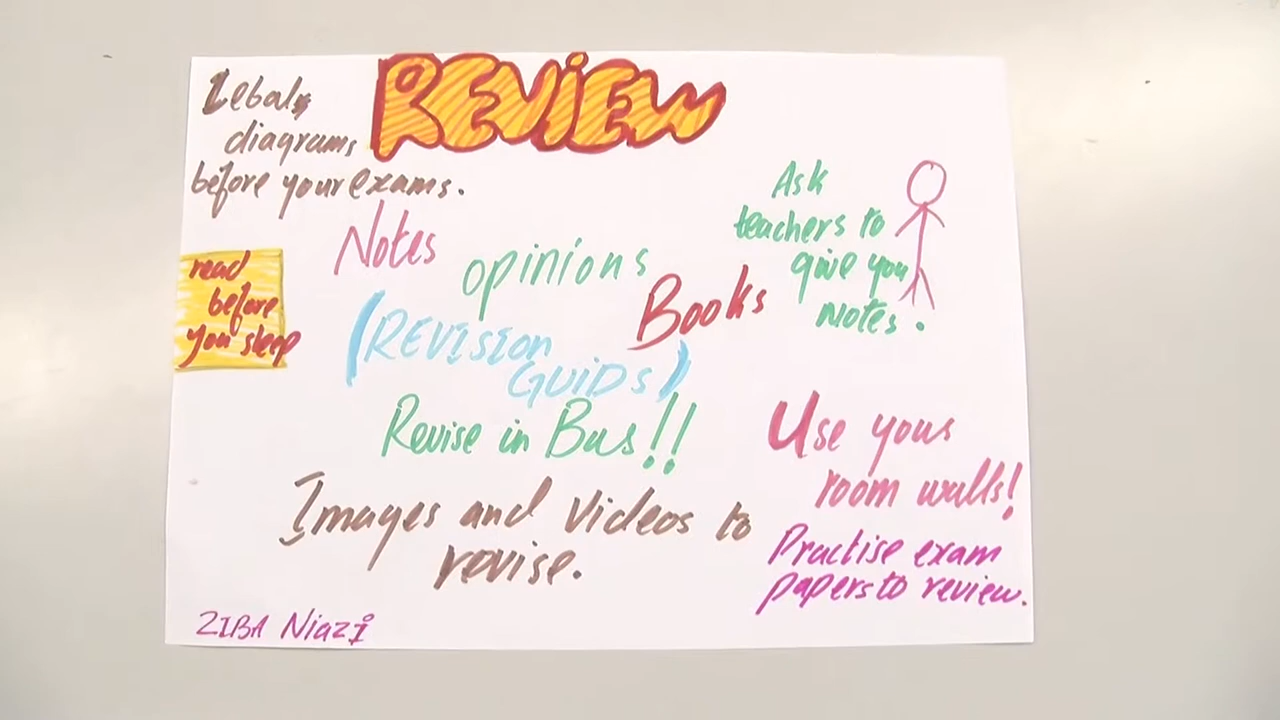 REVIEW
Lebal
diagrams
before your exams.
Notes
opinions
Books
Ask
teachers to
give you
Notes.
read
before
you sleep
(REVISION
GUIDS)
Revise in Bus!!
Use your
room walls!
Images and videos to
revise.
Practise exam
papers to review.
ZIBA Niazi